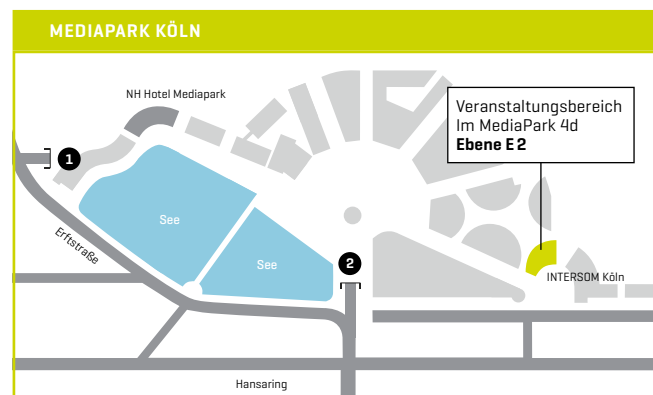 MEDIAPARK KÖLN
NH Hotel Mediapark
Veranstaltungsbereich
Im MediaPark 4d
Ebene E 2
1
See
Erftstraße
See
2
INTERSOM Köln
Hansaring